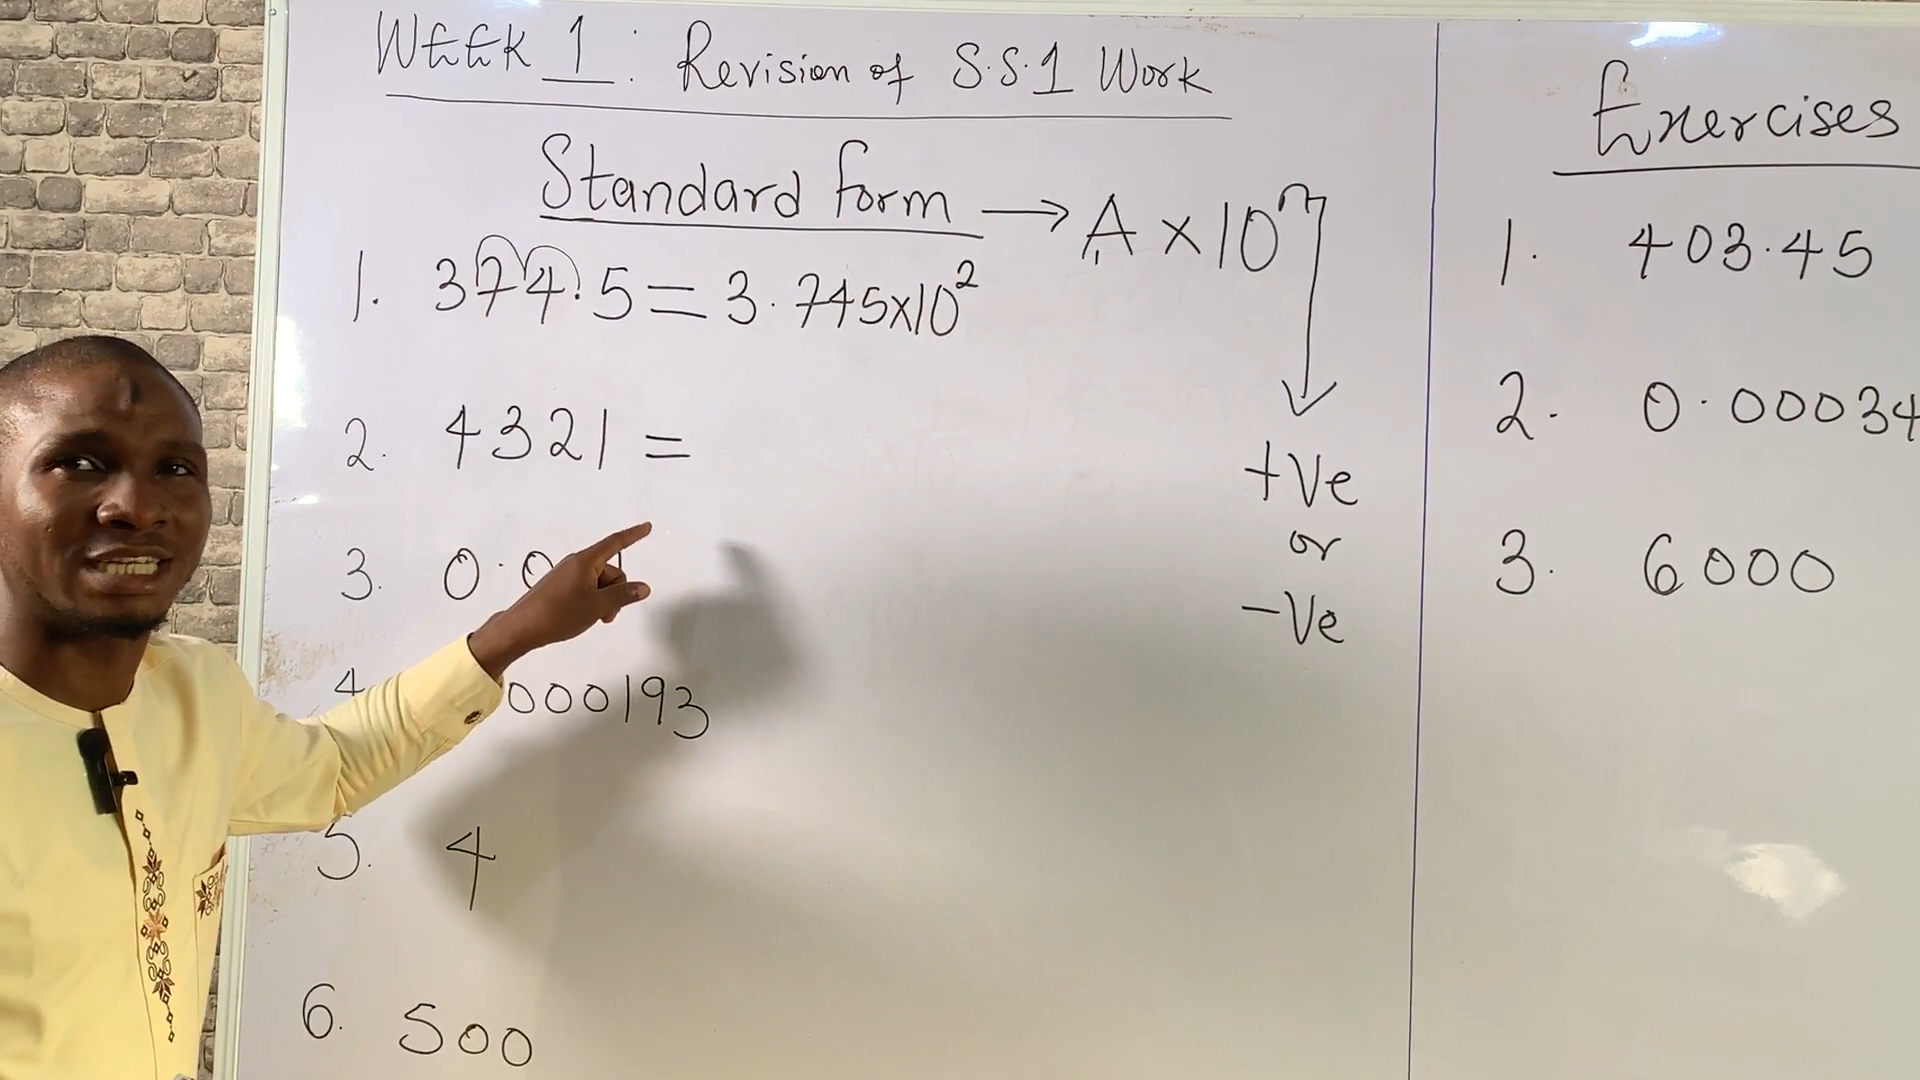 Week 1: Revision of S.S.1 Work
Standard form → A × 10ⁿ
1. 374.5 = 3.745×10²
2. 4321 =
3. 0.0
4 000193
5. 4
6. 500
+ve
or
-ve
Exercises
1. 403.45
2. 0.00034
3. 6000